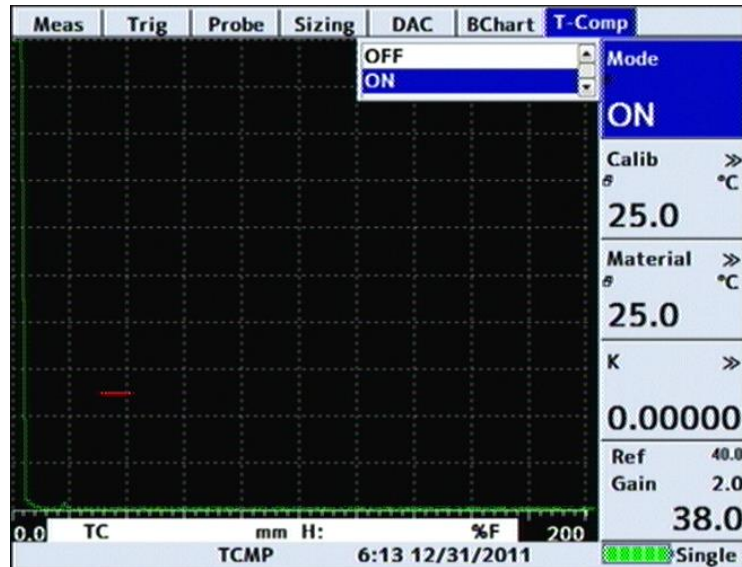 Meas Trig Probe Sizing DAC BChart T-Comp
OFF
ON
Mode
ON
Calib
°C
25.0
Material
°C
25.0
K
0.00000
Ref 40.0
Gain 2.0
38.0
0.0 TC mm H: %F 200
TCMP 6:13 12/31/2011 Single